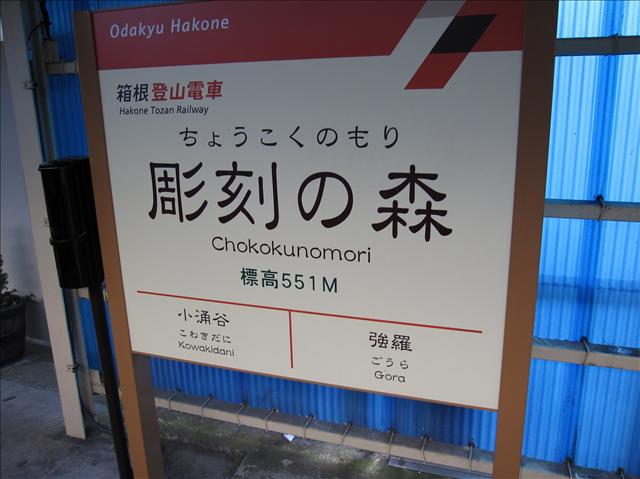 Odakyu Hakone
箱根登山電車
Hakone Tozan Railway
ちょうこくのもり
彫刻の森
Chokokunomori
標高551M
小涌谷
こわきだに
Kowakidani
強羅
ごうら
Gora